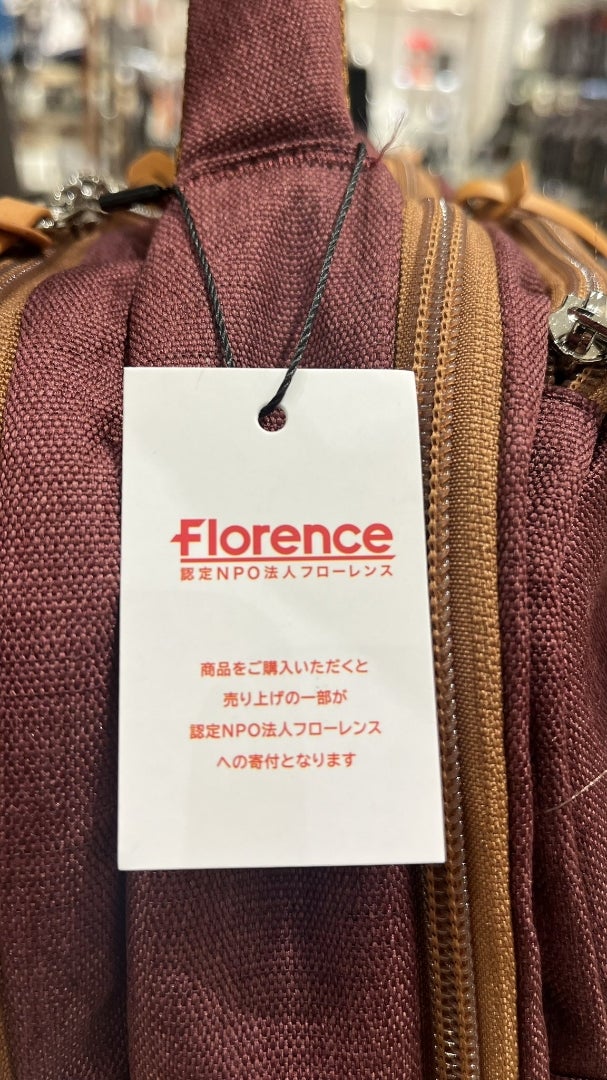 Florence
認定NPO法人フローレンス
商品をご購入いただくと
売り上げの一部が
認定NPO法人フローレンス
への寄付となります